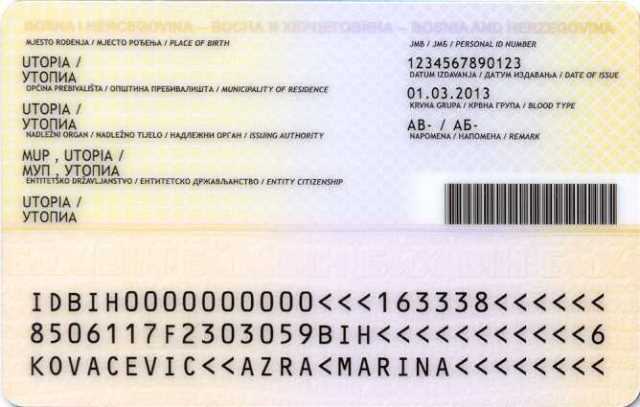 BOSNA I HERCEGOVINA – БОСНА И ХЕРЦЕГОВИНА – BOSNIA AND HERZEGOVINA
MJESTO ROĐENJA / МЈЕСТО РОЂЕЊА / PLACE OF BIRTH
UTOPIA /
УТОПИА
OPĆINA PREBIVALIŠTA / ОПШТИНА ПРЕБИВАЛИШТА / MUNICIPALITY OF RESIDENCE
UTOPIA /
УТОПИА
NADLEŽNI ORGAN / NADLEŽNO TIJELO / НАДЛЕЖНИ ОРГАН / ISSUING AUTHORITY
MUP , UTOPIA /
МУП , УТОПИА
ENTITETSKO DRŽAVLJANSTVO / ЕНТИТЕТСКО ДРЖАВЉАНСТВО / ENTITY CITIZENSHIP
UTOPIA /
УТОПИА
JMB / ЈМБ / PERSONAL ID NUMBER
1234567890123
DATUM IZDAVANJA / ДАТУМ ИЗДАВАЊА / DATE OF ISSUE
01.03.2013
KRVNA GRUPA / КРВНА ГРУПА / BLOOD TYPE
AB- / АБ-
NAPOMENA / НАПОМЕНА / REMARK
IDBIH0000000000<<<163338<<<<<<
8506117F2303059BIH<<<<<<<<<<<6
KOVACEVIC<<AZRA<MARINA<<<<<<<<